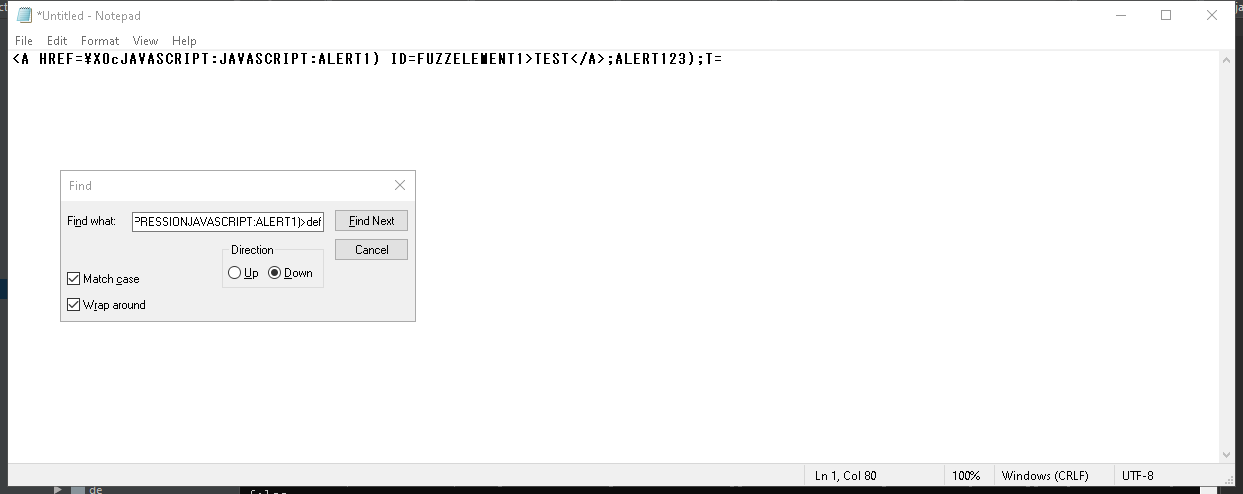 *Untitled - Notepad
File Edit Format View Help
<A HREF=¥X0cJAVASCRIPT:JAVASCRIPT:ALERT1) ID=FUZZELEMENT1>TEST</A>;ALERT123);T=
Find
Find what: PRESSIONJAVASCRIPT:ALERT1)>def Find Next
Direction Cancel
Up Down
Match case
Wrap around
Ln 1, Col 80 100% Windows (CRLF) UTF-8
de